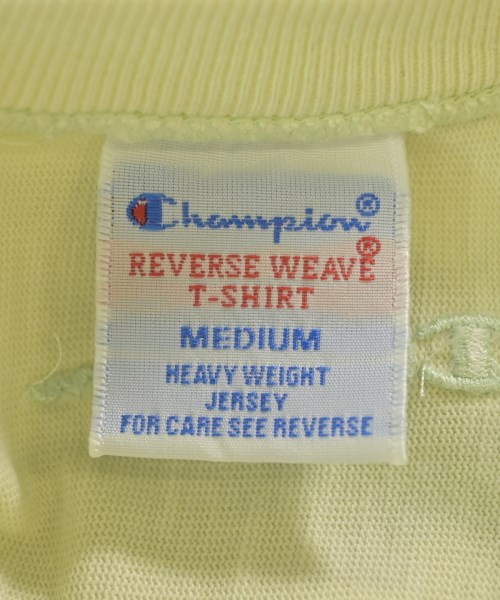 Champion®
REVERSE WEAVE®
T-SHIRT
MEDIUM
HEAVY WEIGHT
JERSEY
FOR CARE SEE REVERSE